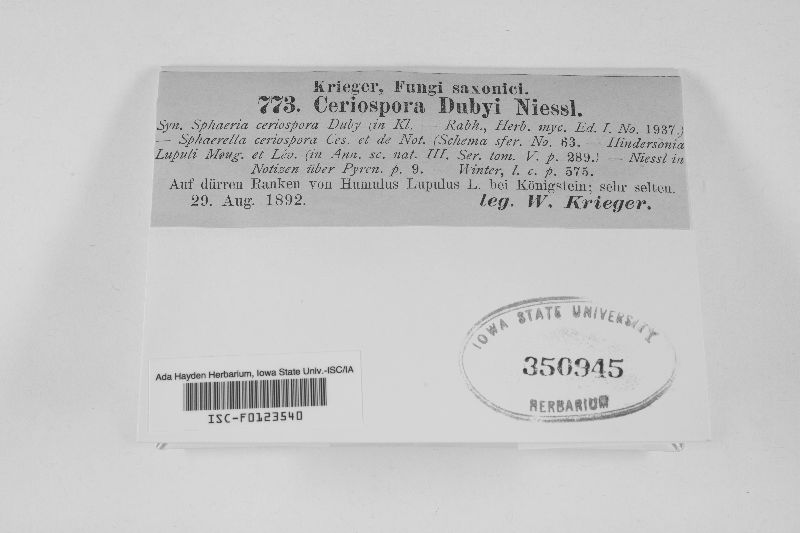 Krieger, Fungi saxonici.
773. Ceriospora Dubyi Niessl.
Syn. Sphaeria ceriospora Duby (in Kl. — Rabh., Herb. myc. Ed. I. No. 1937.)
— Sphaerella ceriospora Ces. et de Not. (Schema sfer. No. 63. — Hindersonia
Lupuli Moug. et Lév. (in Ann. sc. nat. III. Ser. tom. V. p. 289.) — Niessl in
Notizen über Pyren. p. 9. — Winter, l. c. p. 575.
Auf dürren Ranken von Humulus Lupulus L. bei Königstein; sehr selten.
29. Aug. 1892. leg. W. Krieger.
IOWA STATE UNIVERSITY
350945
HERBARIUM
Ada Hayden Herbarium, Iowa State Univ.-ISC/IA
ISC-F0123540